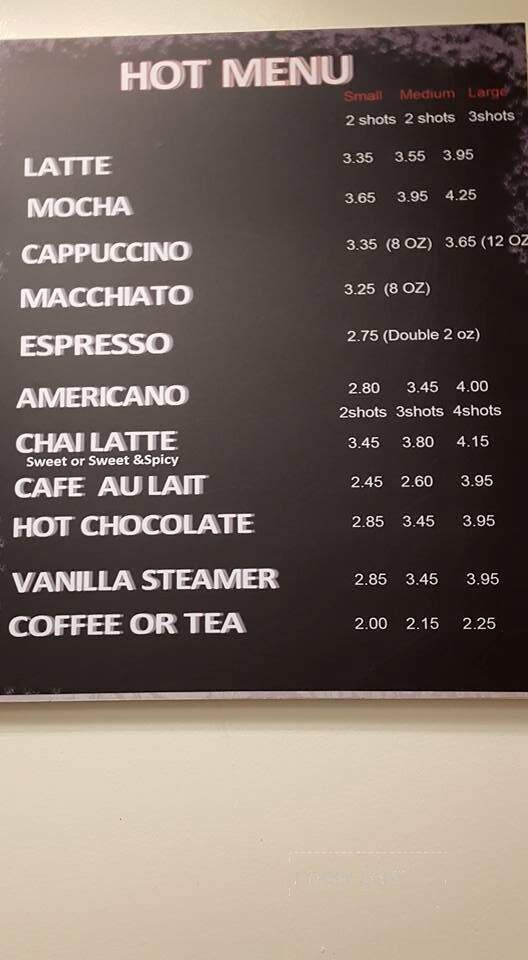 HOT MENU
Small Medium Large
2 shots 2 shots 3shots
LATTE 3.35 3.55 3.95
MOCHA 3.65 3.95 4.25
CAPPUCCINO 3.35 (8 OZ) 3.65 (12 OZ
MACCHIATO 3.25 (8 OZ)
ESPRESSO 2.75 (Double 2 oz)
AMERICANO 2.80 3.45 4.00
2shots 3shots 4shots
CHAI LATTE 3.45 3.80 4.15
Sweet or Sweet &Spicy
CAFE AU LAIT 2.45 2.60 3.95
HOT CHOCOLATE 2.85 3.45 3.95
VANILLA STEAMER 2.85 3.45 3.95
COFFEE OR TEA 2.00 2.15 2.25